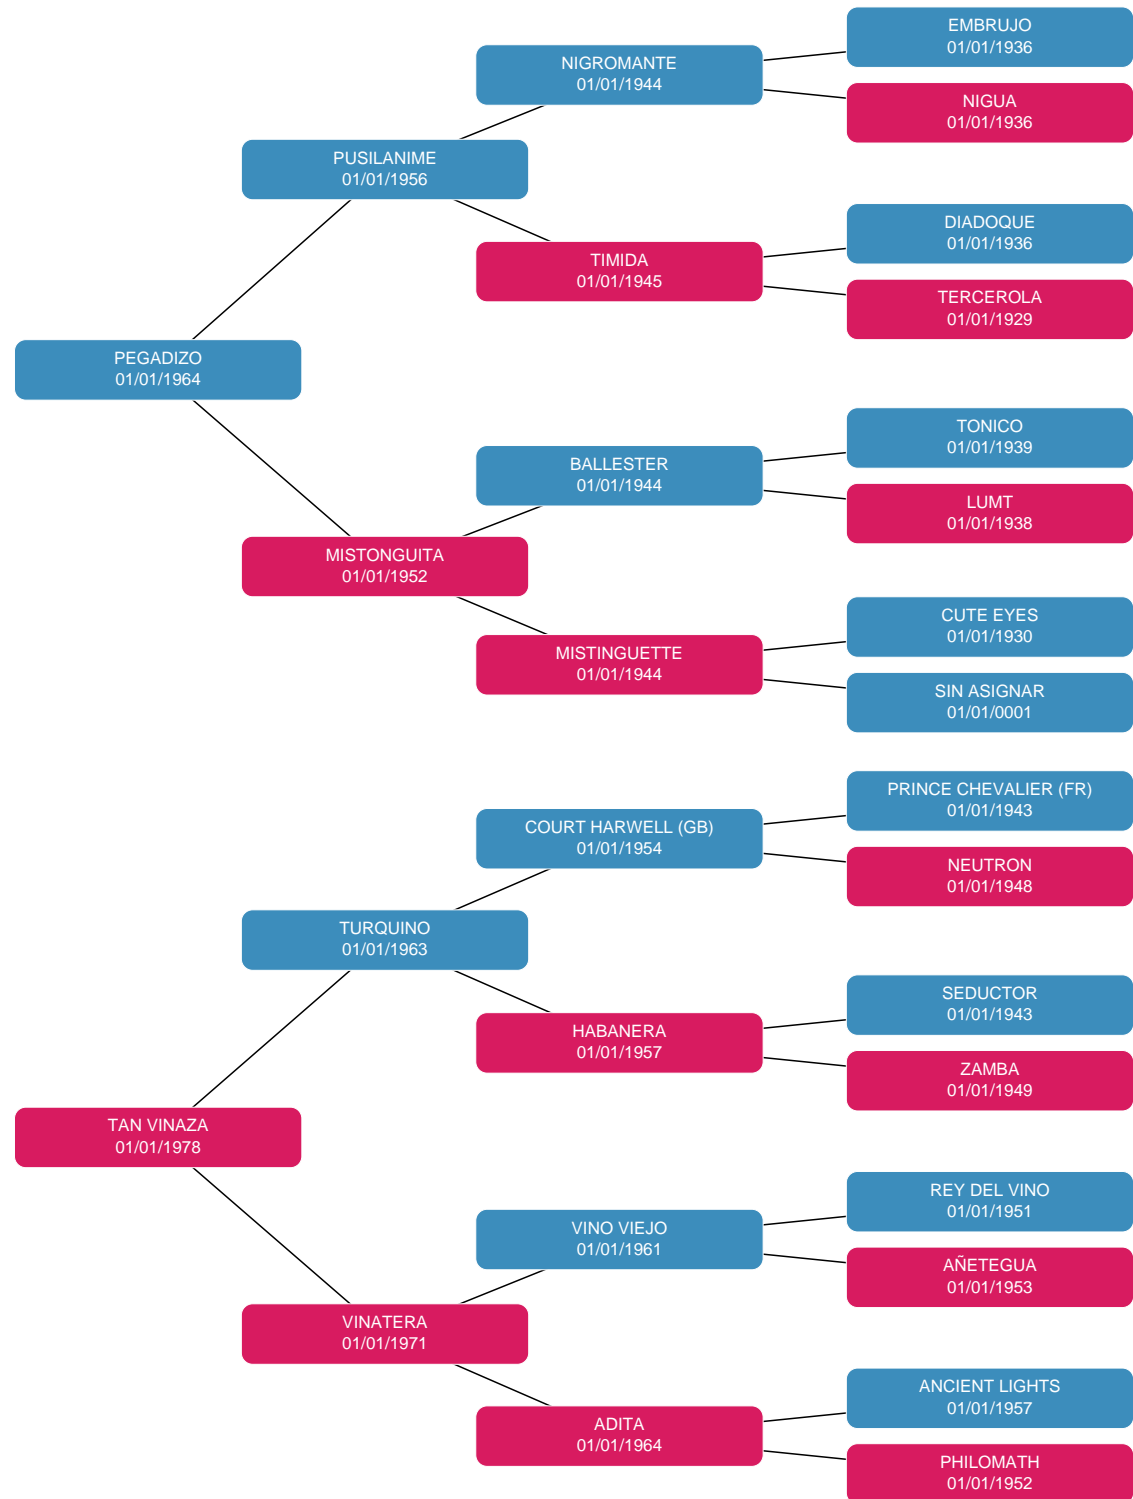 EMBRUJO
01/01/1936
NIGROMANTE
01/01/1944
NIGUA
01/01/1936
PUSILANIME
01/01/1956
DIADOQUE
01/01/1936
TIMIDA
01/01/1945
TERCEROLA
01/01/1929
PEGADIZO
01/01/1964
TONICO
01/01/1939
BALLESTER
01/01/1944
LUMT
01/01/1938
MISTONGUITA
01/01/1952
CUTE EYES
01/01/1930
MISTINGUETTE
01/01/1944
SIN ASIGNAR
01/01/0001
PRINCE CHEVALIER (FR)
01/01/1943
COURT HARWELL (GB)
01/01/1954
NEUTRON
01/01/1948
TURQUINO
01/01/1963
SEDUCTOR
01/01/1943
HABANERA
01/01/1957
ZAMBA
01/01/1949
TAN VINAZA
01/01/1978
REY DEL VINO
01/01/1951
VINO VIEJO
01/01/1961
AÑETEGUA
01/01/1953
VINATERA
01/01/1971
ANCIENT LIGHTS
01/01/1957
ADITA
01/01/1964
PHILOMATH
01/01/1952